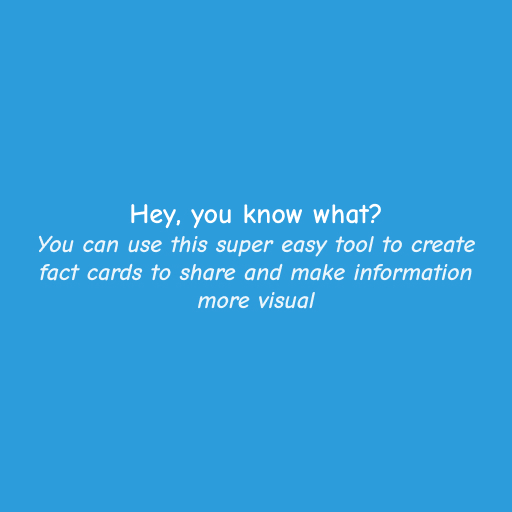 Hey, you know what?
You can use this super easy tool to create
fact cards to share and make information
more visual